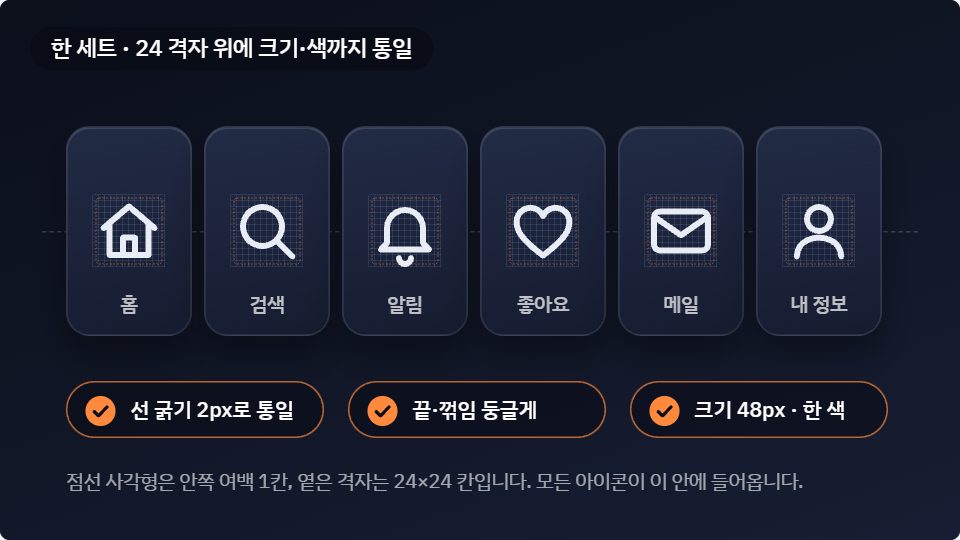 한 세트 · 24 격자 위에 크기·색까지 통일
홈
검색
알림
좋아요
메일
내 정보
선 굵기 2px로 통일
끝·꺾임 둥글게
크기 48px · 한 색
점선 사각형은 안쪽 여백 1칸, 옅은 격자는 24×24 칸입니다. 모든 아이콘이 이 안에 들어옵니다.